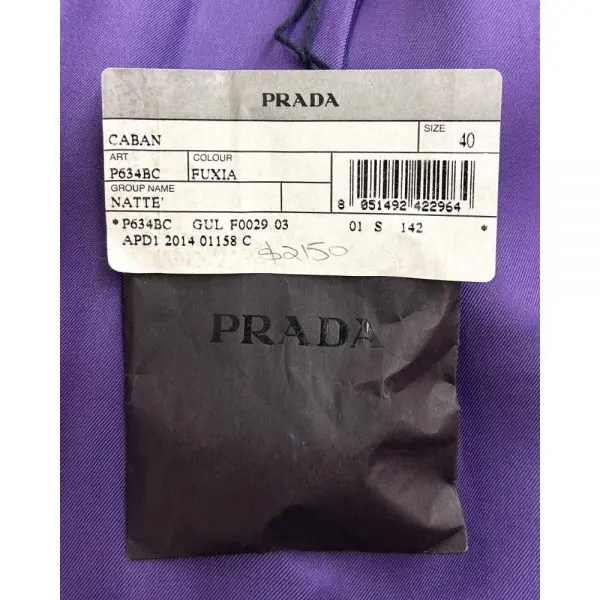 PRADA
CABAN
SIZE 40
ART COLOUR
P634BC FUXIA
GROUP NAME
NATTE'
8 051492 422964
*P634BC GUL F0029 03 01 S 142 *
APD1 2014 01158 C
$2150
PRADA